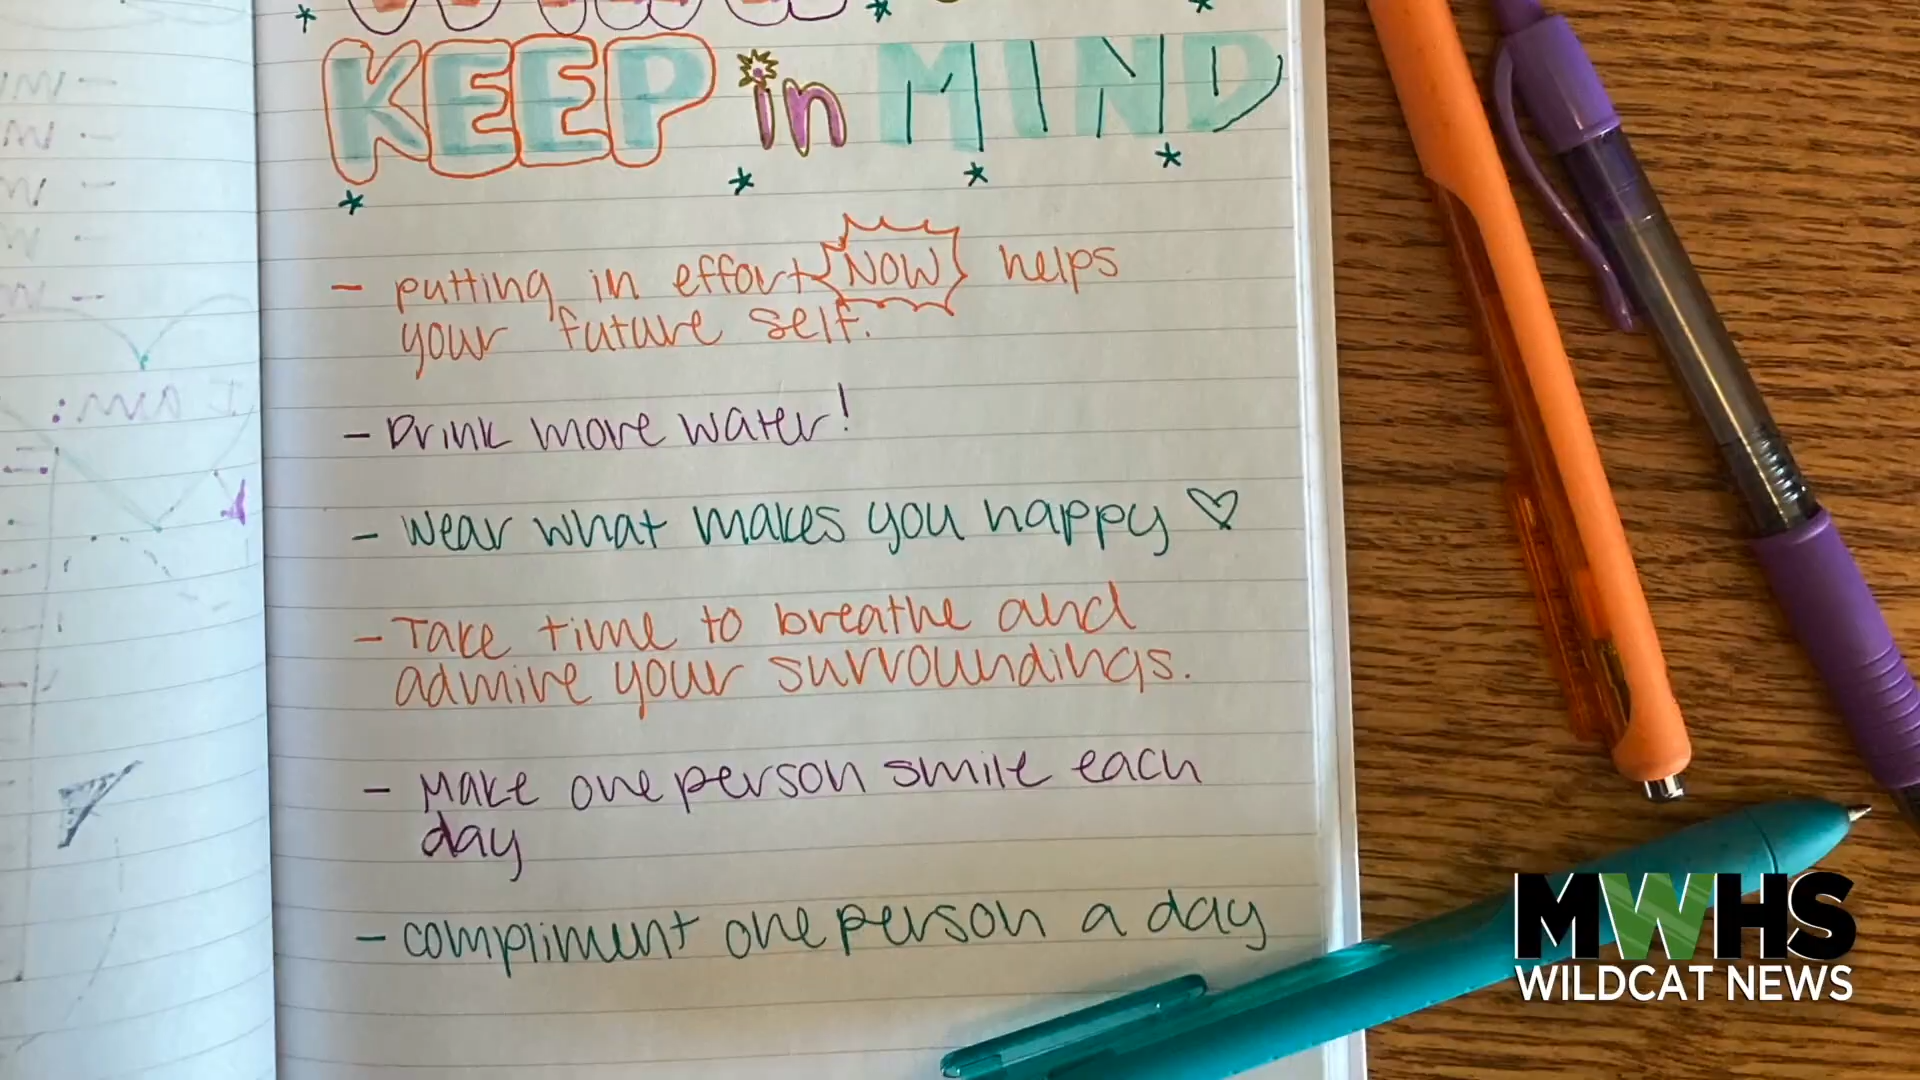 KEEP in MIND
- putting in effort NOW helps
your future self.
- Drink more water!
- wear what makes you happy ♡
- Take time to breathe and
admire your surroundings.
- Make one person smile each
day
- compliment one person a day
MWHS
WILDCAT NEWS